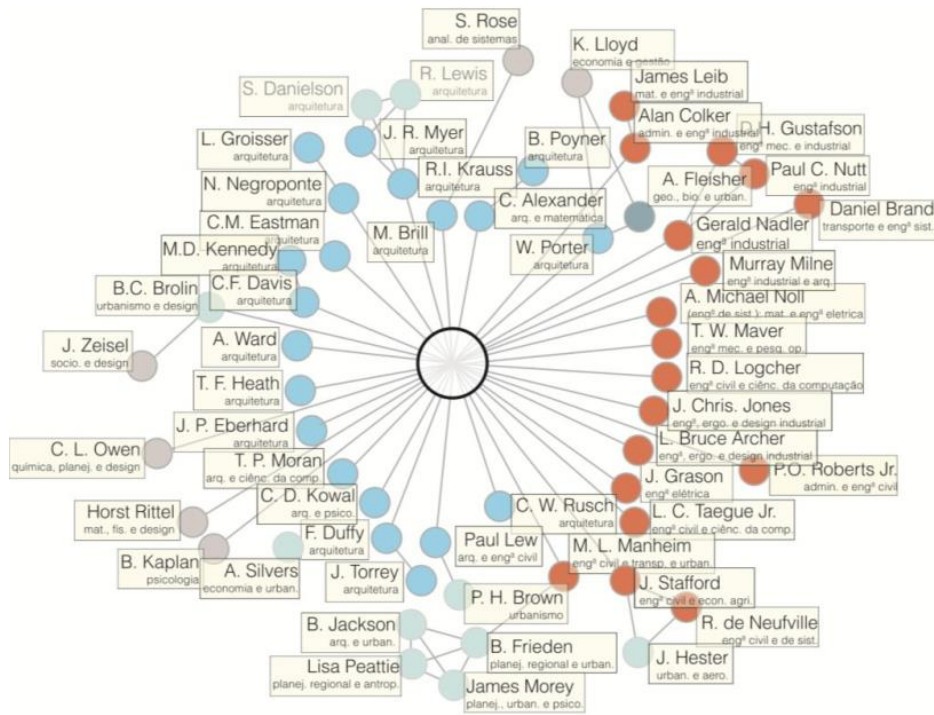 S. Rose
anal. de sistemas
K. Lloyd
economia e gestão
R. Lewis
arquitetura
S. Danielson
arquitetura
James Leib
mat. e engª industrial
Alan Colker
admin. e engª industrial
H. Gustafson
engª mec. e industrial
L. Groisser
arquitetura
J. R. Myer
arquitetura
B. Poyner
arquitetura
Paul C. Nutt
engª industrial
N. Negroponte
arquitetura
R.I. Krauss
arquitetura
A. Fleisher
geo., bio. e urban.
C. Alexander
arq. e matemática
Daniel Brand
transporte e engª sist.
C.M. Eastman
arquitetura
M. Brill
arquitetura
W. Porter
arquitetura
Gerald Nadler
engª industrial
M.D. Kennedy
arquitetura
Murray Milne
engª industrial e arq.
B.C. Brolin
urbanismo e design
C.F. Davis
arquitetura
A. Michael Noll
(engª de sist.); mat. e engª eletrica
A. Ward
arquitetura
T. W. Maver
engª mec. e pesq. op.
J. Zeisel
socio. e design
R. D. Logcher
engª civil e ciênc. da computação
T. F. Heath
arquitetura
J. Chris. Jones
engª, ergo. e design industrial
J. P. Eberhard
arquitetura
L. Bruce Archer
engª, ergo. e design industrial
C. L. Owen
química, planej. e design
T. P. Moran
arq. e ciênc. da comp.
P.O. Roberts Jr.
admin. e engª civil
J. Grason
engª elétrica
C. D. Kowal
arq. e psico.
C. W. Rusch
arquitetura
L. C. Taegue Jr.
engª civil e ciênc. da comp.
Horst Rittel
mat., fis. e design
F. Duffy
arquitetura
Paul Lew
arq. e engª civil
M. L. Manheim
engª civil e transp. e urban.
B. Kaplan
psicologia
A. Silvers
economia e urban.
J. Torrey
arquitetura
J. Stafford
engª civil e econ. agri.
P. H. Brown
urbanismo
R. de Neufville
engª civil e de sist.
B. Jackson
arq. e urban.
B. Frieden
planej. regional e urban.
J. Hester
urban. e aero.
Lisa Peattie
planej. regional e antrop.
James Morey
planej., urban. e psico.